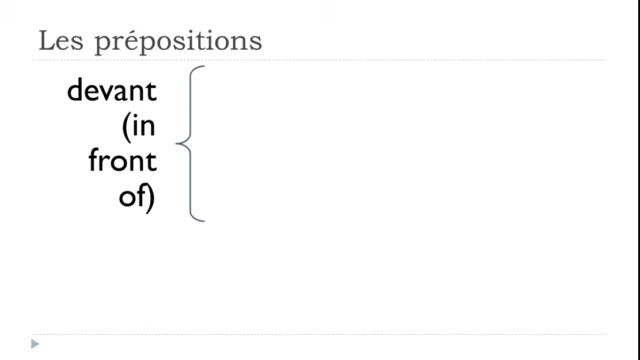 Les prépositions
devant
(in
front
of)